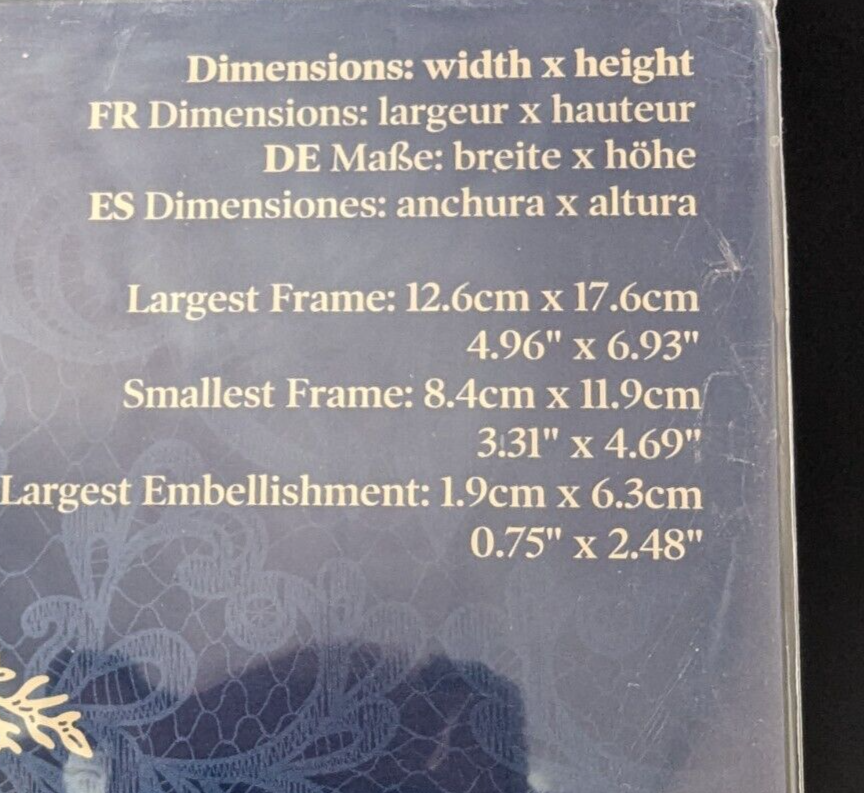 Dimensions: width x height
FR Dimensions: largeur x hauteur
DE Maße: breite x höhe
ES Dimensiones: anchura x altura
Largest Frame: 12.6cm x 17.6cm
4.96" x 6.93"
Smallest Frame: 8.4cm x 11.9cm
3.31" x 4.69"
Largest Embellishment: 1.9cm x 6.3cm
0.75" x 2.48"